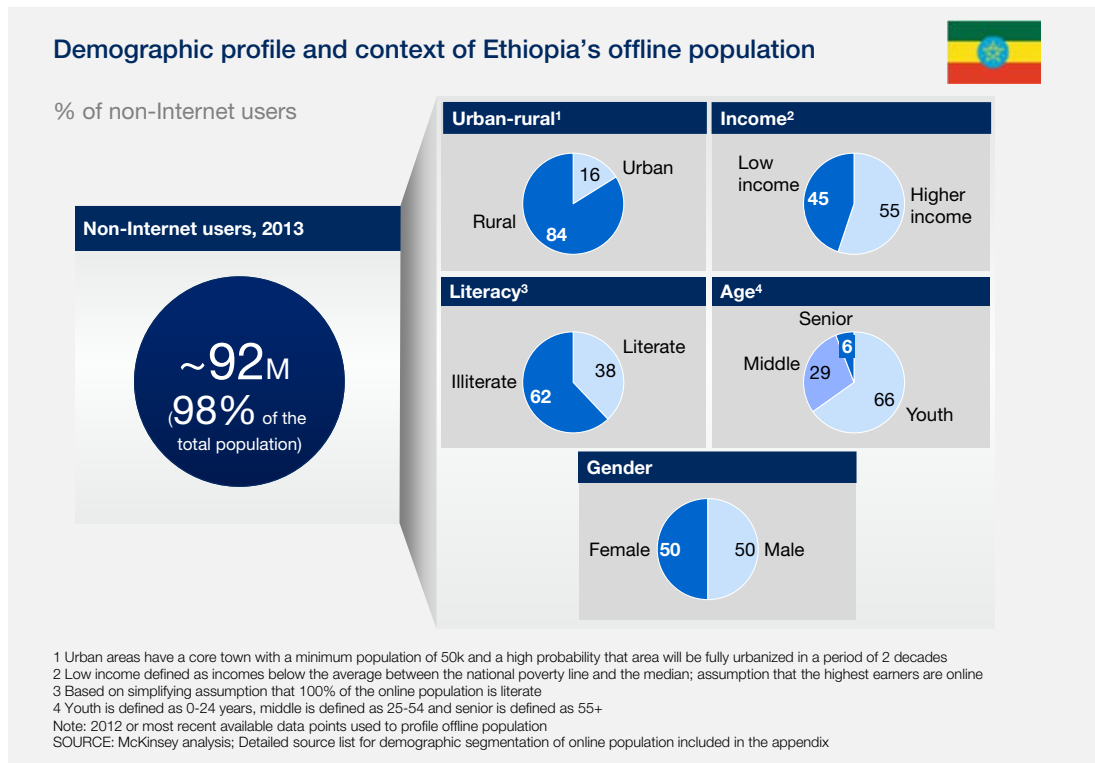 Demographic profile and context of Ethiopia’s offline population
% of non-Internet users
Non-Internet users, 2013
~92M
(98% of the
total population)
Urban-rural1
16
Urban
Rural
84
Income2
Low
income
45
55
Higher
income
Literacy3
Literate
38
Illiterate
62
Age4
Senior
6
Middle
29
66
Youth
Gender
Female
50
50
Male
1 Urban areas have a core town with a minimum population of 50k and a high probability that area will be fully urbanized in a period of 2 decades
2 Low income defined as incomes below the average between the national poverty line and the median; assumption that the highest earners are online
3 Based on simplifying assumption that 100% of the online population is literate
4 Youth is defined as 0-24 years, middle is defined as 25-54 and senior is defined as 55+
Note: 2012 or most recent available data points used to profile offline population
SOURCE: McKinsey analysis; Detailed source list for demographic segmentation of online population included in the appendix